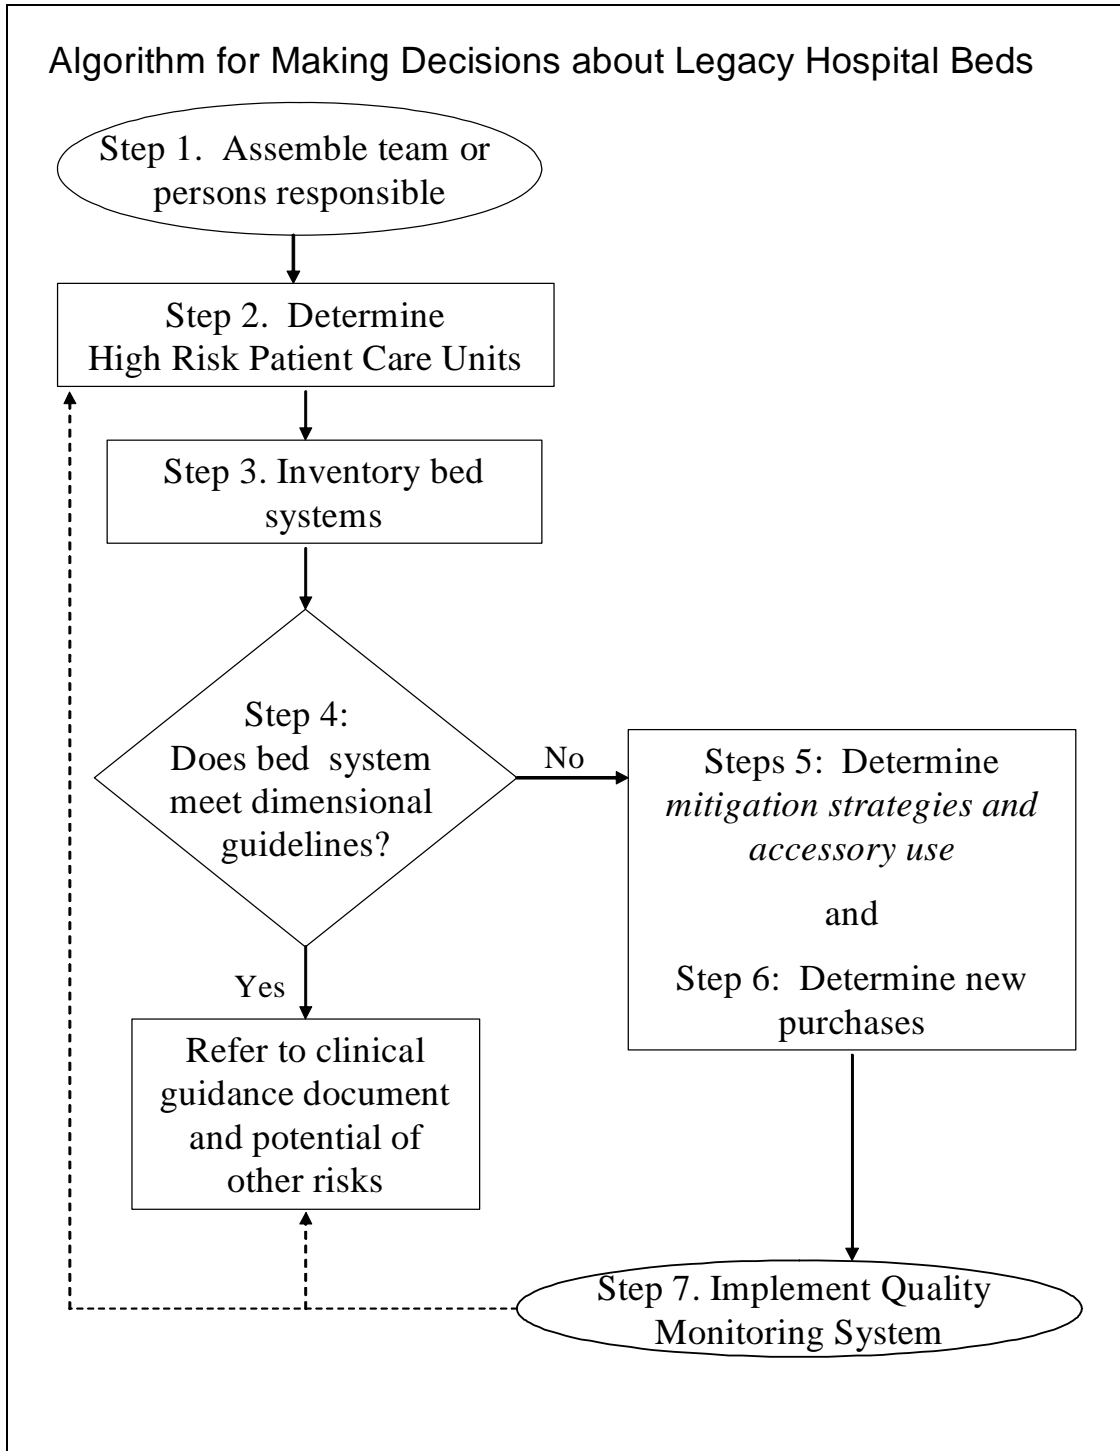 Algorithm for Making Decisions about Legacy Hospital Beds
Step 1. Assemble team or
persons responsible
Step 2. Determine
High Risk Patient Care Units
Step 3. Inventory bed
systems
Step 4:
Does bed system
meet dimensional
guidelines?
No
Steps 5: Determine
mitigation strategies and
accessory use
and
Step 6: Determine new
purchases
Yes
Refer to clinical
guidance document
and potential of
other risks
Step 7. Implement Quality
Monitoring System